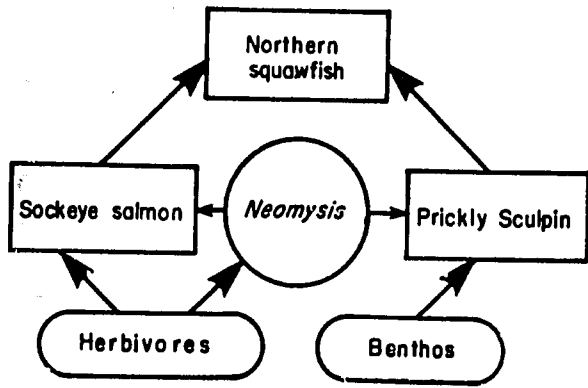 Northern
squawfish
Sockeye salmon
Neomysis
Prickly Sculpin
Herbivores
Benthos